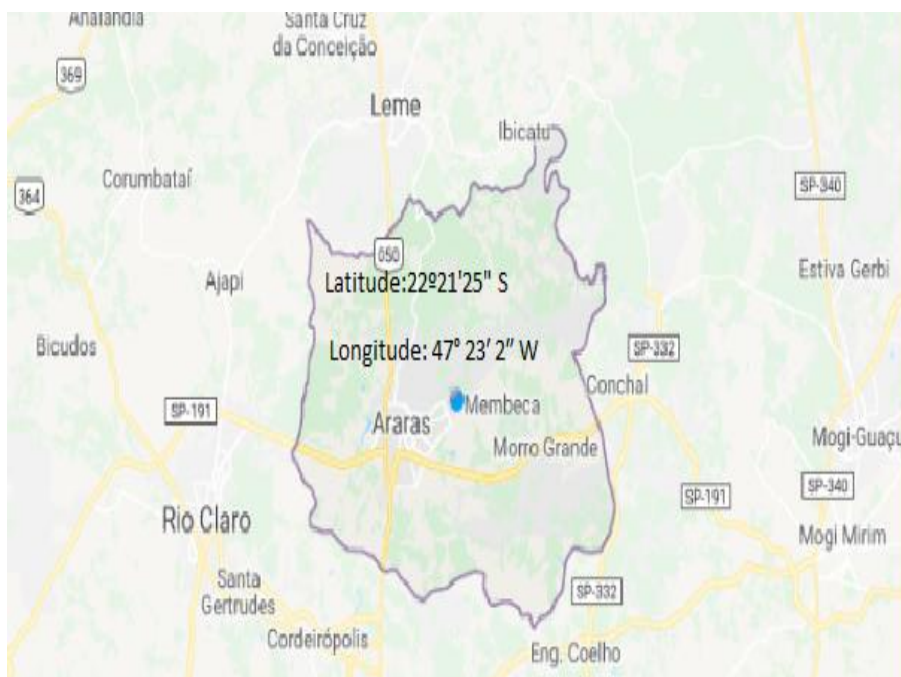 Analandia
Santa Cruz
da Conceição
369
Leme
Ibicatu
Corumbataí
364
SP-340
050
Ajapi
Latitude:22º21'25" S
Estiva Gerbi
Bicudos
Longitude: 47° 23′ 2″ W
SP-332
Conchal
SP-191
Membeca
Araras
Morro Grande
Mogi-Guaçu
SP-191
SP-340
Rio Claro
Mogi Mirim
Santa
Gertrudes
SP-332
Cordeirópolis
Eng. Coelho